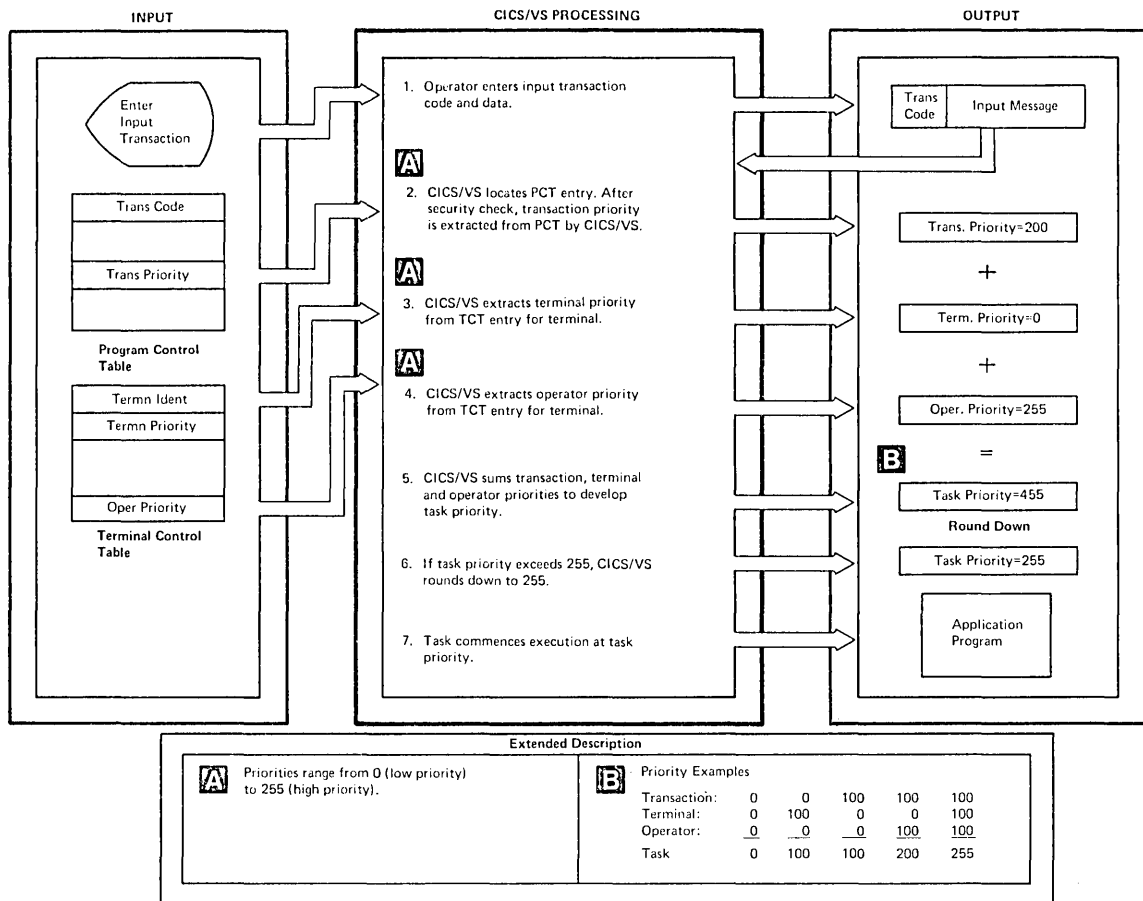 INPUT
CICS/VS PROCESSING
OUTPUT
Enter
Input
Transaction
Trans Code
Trans Priority
Program Control
Table
Termn Ident
Termn Priority
Oper Priority
Terminal Control
Table
1. Operator enters input transaction
code and data.
A
2. CICS/VS locates PCT entry. After
security check, transaction priority
is extracted from PCT by CICS/VS.
A
3. CICS/VS extracts terminal priority
from TCT entry for terminal.
A
4. CICS/VS extracts operator priority
from TCT entry for terminal.
5. CICS/VS sums transaction, terminal
and operator priorities to develop
task priority.
6. If task priority exceeds 255, CICS/VS
rounds down to 255.
7. Task commences execution at task
priority.
Trans
Code
Input Message
Trans. Priority=200
+
Term. Priority=0
+
Oper. Priority=255
B
=
Task Priority=455
Round Down
Task Priority=255
Application
Program
Extended Description
A
Priorities range from 0 (low priority)
to 255 (high priority).
B
Priority Examples
Transaction: 0 0 100 100 100
Terminal: 0 100 0 0 100
Operator: 0 0 0 100 100
Task 0 100 100 200 255